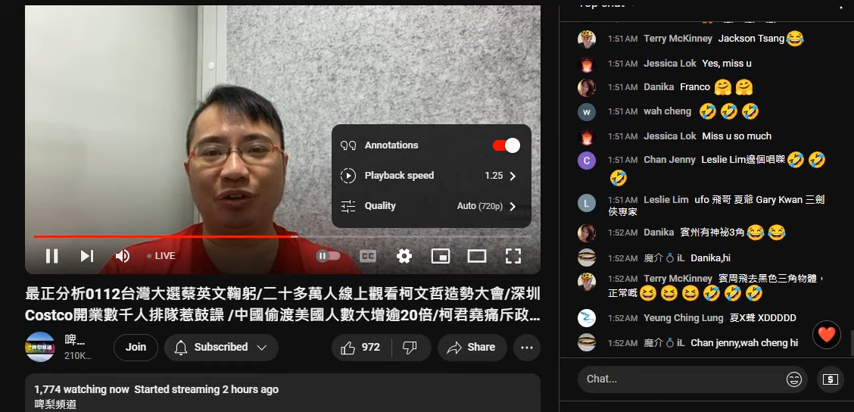 Annotations
Playback speed 1.25
Quality Auto (720p)
LIVE
CC
最正分析0112台灣大選蔡英文鞠躬/二十多萬人線上觀看柯文哲造勢大會/深圳
Costco開業數千人排隊惹鼓譟 /中國偷渡美國人數大增逾20倍/柯君堯痛斥政...
啤...
210K...
Join
Subscribed
972
Share
1,774 watching now Started streaming 2 hours ago
啤梨頻道
1:51 AM Terry McKinney Jackson Tsang😂
1:51 AM Jessica Lok Yes, miss u
1:51 AM Danika Franco 🤗🤗
w
1:51 AM wah cheng 🤣🤣🤣
1:51 AM Jessica Lok Miss u so much
C
1:51 AM Chan Jenny Leslie Lim邊個唱㗎🤣🤣
🤣
L
1:51 AM Leslie Lim ufo 飛哥 夏爺 Gary Kwan 三劍
俠專家
1:52 AM Danika 賓州有神祕3角😂😂
1:52 AM 魔介💍iL Danika,hi
1:52 AM Terry McKinney 賓周飛去黑色三角物體，
正常嘅😆😆😆🤣🤣🤣
1:52 AM Yeung Ching Lung 夏X聲 XDDDDD
1:52 AM 魔介💍iL Chan jenny,wah cheng hi
Chat...